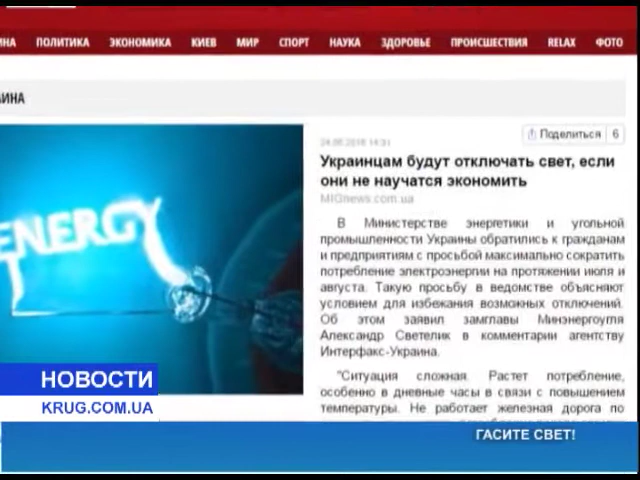 ИНА ПОЛИТИКА ЭКОНОМИКА КИЕВ МИР СПОРТ НАУКА ЗДОРОВЬЕ ПРОИСШЕСТВИЯ RELAX ФОТО
АИНА
Поделиться 6
Украинцам будут отключать свет, если
они не научатся экономить
MIGnews.com.ua
В Министерстве энергетики и угольной
промышленности Украины обратились к гражданам
и предприятиям с просьбой максимально сократить
потребление электроэнергии на протяжении июля и
августа. Такую просьбу в ведомстве объясняют
условием для избежания возможных отключений.
Об этом заявил замглавы Минэнергоугля
Александр Светелик в комментарии агентству
Интерфакс-Украина.
"Ситуация сложная. Растет потребление,
особенно в дневные часы в связи с повышением
температуры. Не работает железная дорога по
ENERGY
НОВОСТИ
KRUG.COM.UA
ГАСИТЕ СВЕТ!